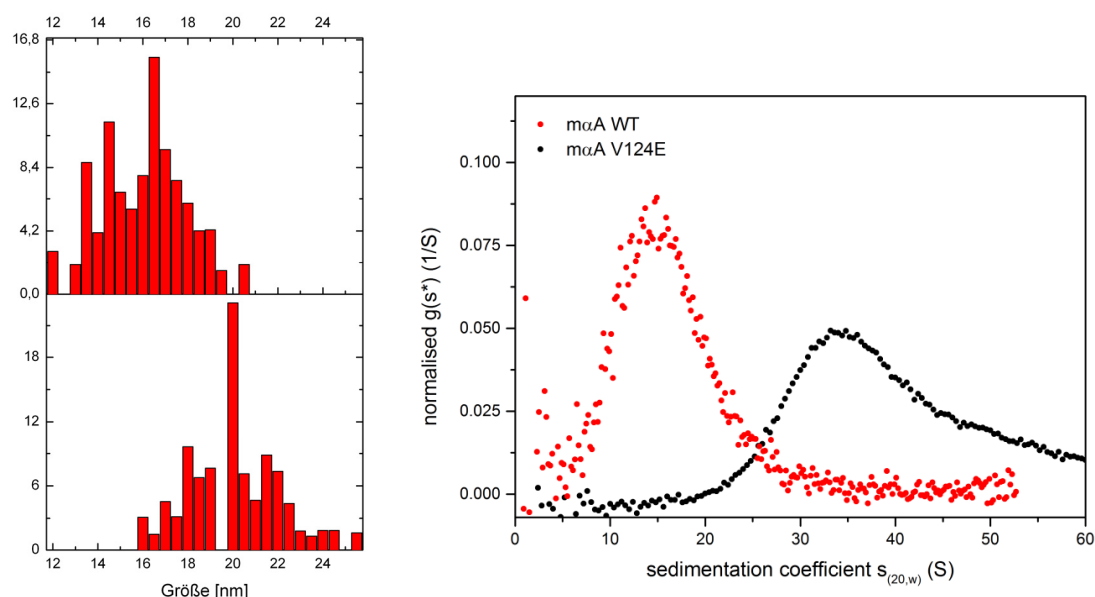 12 14 16 18 20 22 24
16,8
12,6
8,4
4,2
0,0
18
12
6
0
12 14 16 18 20 22 24
Größe [nm]
mαA WT
mαA V124E
0.100
0.075
0.050
0.025
0.000
normalised g(s*) (1/S)
0 10 20 30 40 50 60
sedimentation coefficient s(20,w) (S)